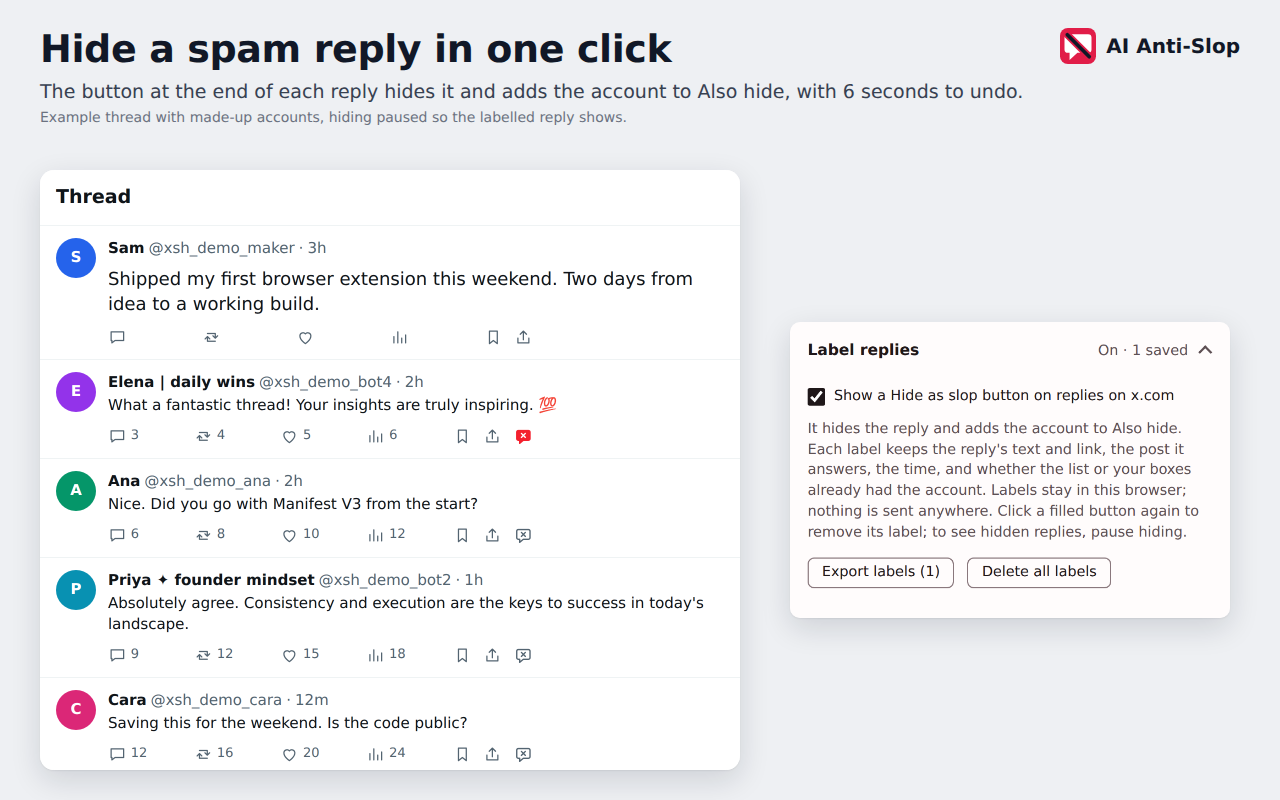 Hide a spam reply in one click
AI Anti-Slop
The button at the end of each reply hides it and adds the account to Also hide, with 6 seconds to undo.
Example thread with made-up accounts, hiding paused so the labelled reply shows.
Thread
S
Sam @xsh_demo_maker · 3h
Shipped my first browser extension this weekend. Two days from
idea to a working build.
E
Elena | daily wins @xsh_demo_bot4 · 2h
What a fantastic thread! Your insights are truly inspiring. 💯
3 4 5 6
A
Ana @xsh_demo_ana · 2h
Nice. Did you go with Manifest V3 from the start?
6 8 10 12
P
Priya ✦ founder mindset @xsh_demo_bot2 · 1h
Absolutely agree. Consistency and execution are the keys to success in today's
landscape.
9 12 15 18
C
Cara @xsh_demo_cara · 12m
Saving this for the weekend. Is the code public?
12 16 20 24
Label replies
On · 1 saved
Show a Hide as slop button on replies on x.com
It hides the reply and adds the account to Also hide.
Each label keeps the reply's text and link, the post it
answers, the time, and whether the list or your boxes
already had the account. Labels stay in this browser;
nothing is sent anywhere. Click a filled button again to
remove its label; to see hidden replies, pause hiding.
Export labels (1)
Delete all labels